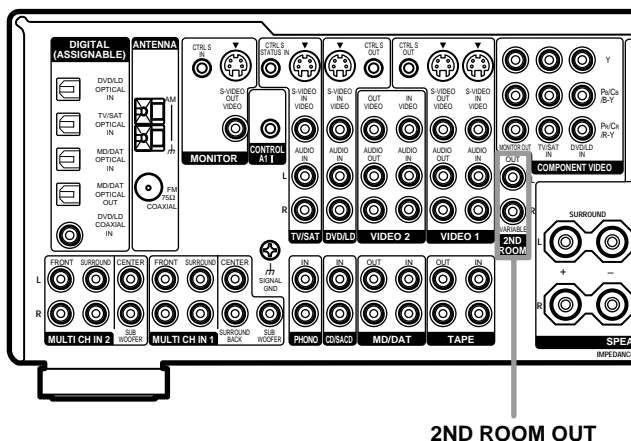 DIGITAL
(ASSIGNABLE)
DVD/LD
OPTICAL
IN
TV/SAT
OPTICAL
IN
MD/DAT
OPTICAL
IN
MD/DAT
OPTICAL
OUT
DVD/LD
COAXIAL
IN
ANTENNA
AM
FM
75Ω
COAXIAL
CTRL S
IN
S-VIDEO
OUT
VIDEO
MONITOR
CTRL S
STATUS IN
CONTROL
A1 II
S-VIDEO
IN
VIDEO
AUDIO
IN
L
R
TV/SAT
S-VIDEO
IN
VIDEO
AUDIO
IN
DVD/LD
CTRL S
OUT
OUT
VIDEO
IN
VIDEO
AUDIO
OUT
AUDIO
IN
VIDEO 2
CTRL S
OUT
S-VIDEO
OUT
VIDEO
S-VIDEO
IN
VIDEO
AUDIO
OUT
AUDIO
IN
VIDEO 1
Y
PB/CB
/B-Y
PR/CR
/R-Y
MONITOR OUT
TV/SAT
IN
DVD/LD
IN
COMPONENT VIDEO
OUT
L
R
VARIABLE
2ND
ROOM
SURROUND
L
+ –
R
SPEA
IMPEDANCE
SIGNAL
GND
FRONT SURROUND CENTER
L
R
SUB
WOOFER
MULTI CH IN 2
FRONT SURROUND CENTER
SURROUND
BACK
SUB
WOOFER
MULTI CH IN 1
IN
PHONO
IN
CD/SACD
OUT IN
MD/DAT
OUT IN
TAPE
2ND ROOM OUT